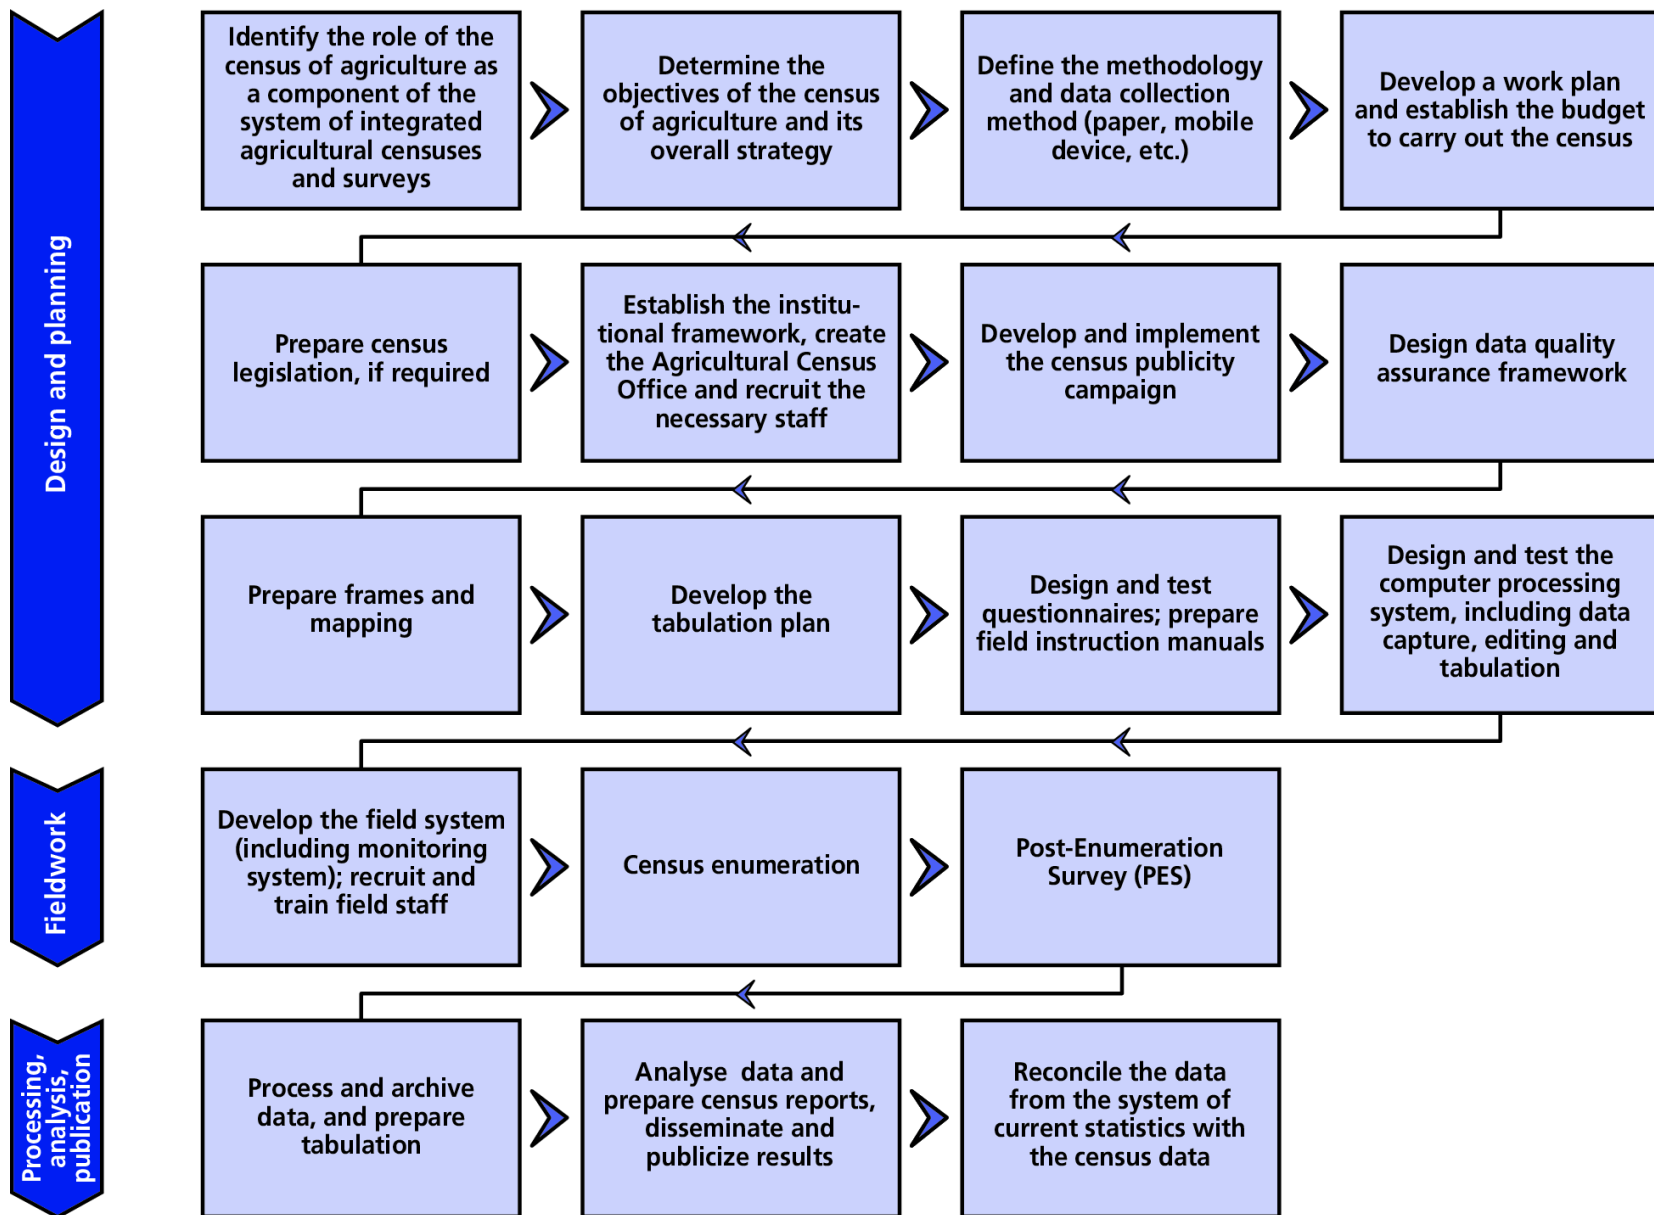 Design and planning
Identify the role of the
census of agriculture as
a component of the
system of integrated
agricultural censuses
and surveys
Determine the
objectives of the census
of agriculture and its
overall strategy
Define the methodology
and data collection
method (paper, mobile
device, etc.)
Develop a work plan
and establish the budget
to carry out the census
Prepare census
legislation, if required
Establish the institu-
tional framework, create
the Agricultural Census
Office and recruit the
necessary staff
Develop and implement
the census publicity
campaign
Design data quality
assurance framework
Prepare frames and
mapping
Develop the
tabulation plan
Design and test
questionnaires; prepare
field instruction manuals
Design and test the
computer processing
system, including data
capture, editing and
tabulation
Fieldwork
Develop the field system
(including monitoring
system); recruit and
train field staff
Census enumeration
Post-Enumeration
Survey (PES)
Processing,
analysis,
publication
Process and archive
data, and prepare
tabulation
Analyse  data and
prepare census reports,
disseminate and
publicize results
Reconcile the data
from the system of
current statistics with
the census data